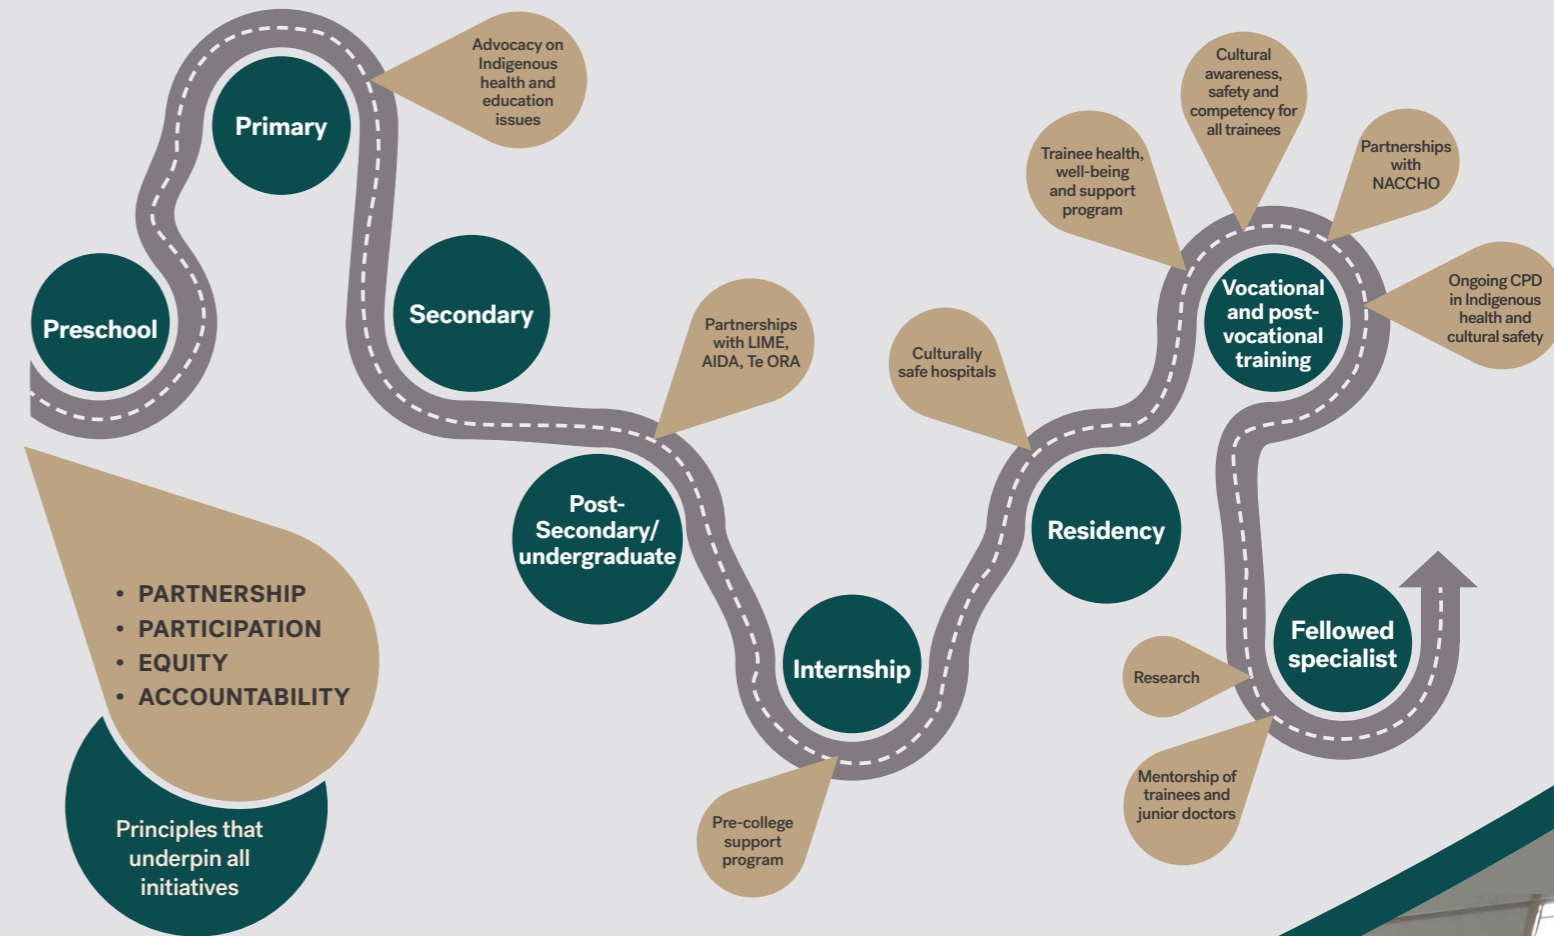 Preschool
Primary
Advocacy on
Indigenous
health and
education
issues
Secondary
Partnerships
with LIME,
AIDA, Te ORA
Post-
Secondary/
undergraduate
Internship
Pre-college
support
program
Culturally
safe hospitals
Residency
Trainee health,
well-being
and support
program
Cultural
awareness,
safety and
competency for
all trainees
Partnerships
with
NACCHO
Ongoing CPD
in Indigenous
health and
cultural safety
Vocational
and post-
vocational
training
Research
Mentorship of
trainees and
junior doctors
Fellowed
specialist
• PARTNERSHIP
• PARTICIPATION
• EQUITY
• ACCOUNTABILITY
Principles that
underpin all
initiatives